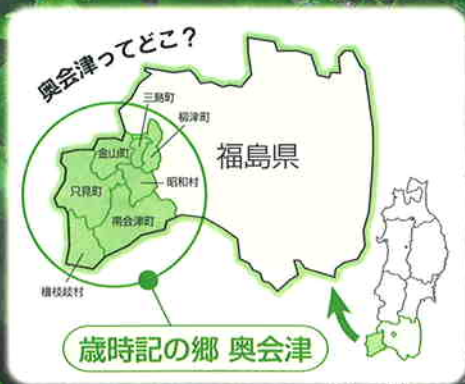 奥会津ってどこ？
三島町
柳津町
金山町
福島県
昭和村
只見町
南会津町
檜枝岐村
歳時記の郷 奥会津